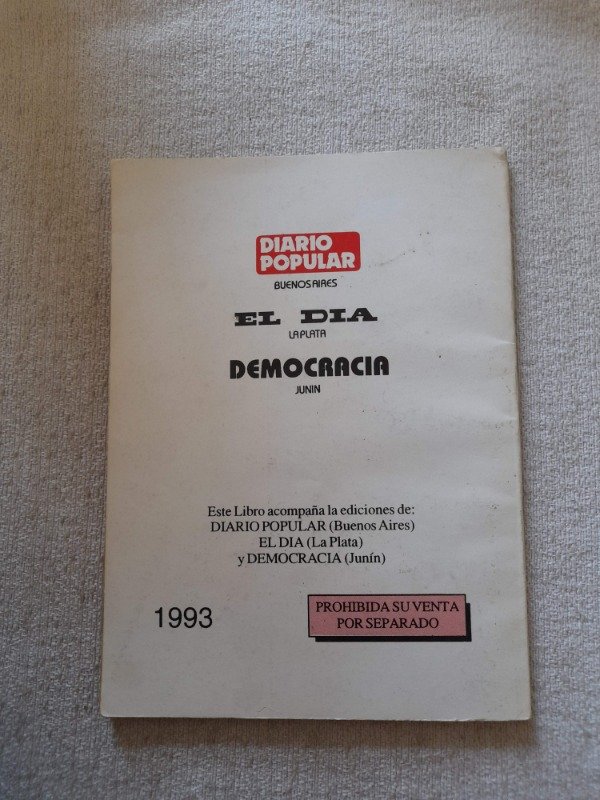 DIARIO
POPULAR
BUENOS AIRES
EL DIA
LA PLATA
DEMOCRACIA
JUNIN
Este Libro acompaña la ediciones de:
DIARIO POPULAR (Buenos Aires)
EL DIA (La Plata)
y DEMOCRACIA (Junín)
1993
PROHIBIDA SU VENTA
POR SEPARADO